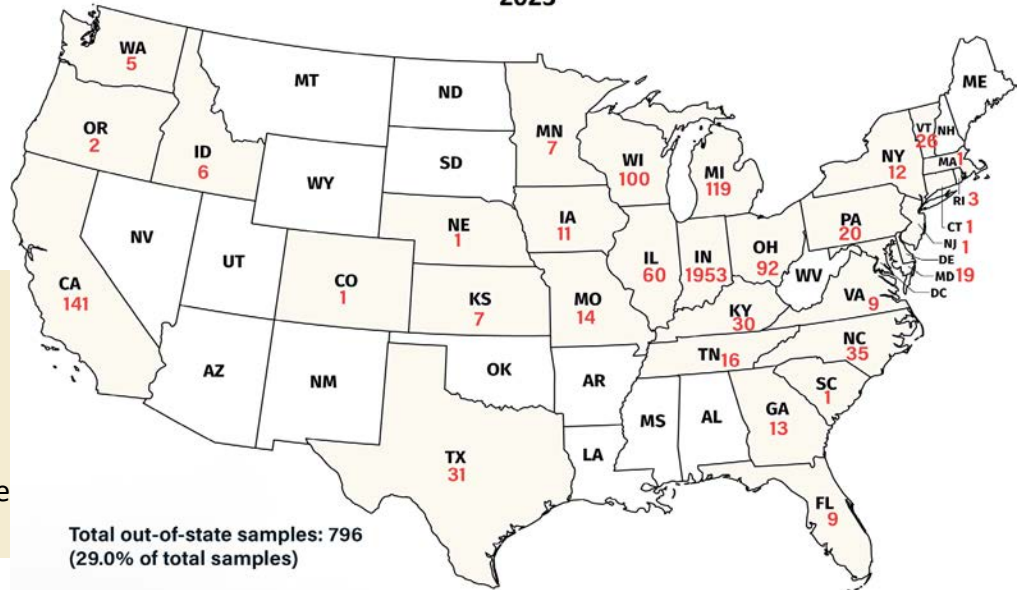 2023
WA
5
MT
ND
MN
7
ME
OR
2
ID
6
SD
WI
100
MI
119
NY
12
VT
26
NH
MA 1
WY
RI 3
CT 1
NJ 1
DE
MD 19
DC
NE
1
IA
11
PA
20
NV
UT
CO
1
IL
60
IN
1953
OH
92
WV
VA 9
CA
141
KS
7
MO
14
KY
30
NC
35
TN 16
SC
1
AZ
NM
OK
AR
MS
AL
GA
13
TX
31
LA
FL
9
e
Total out-of-state samples: 796
(29.0% of total samples)